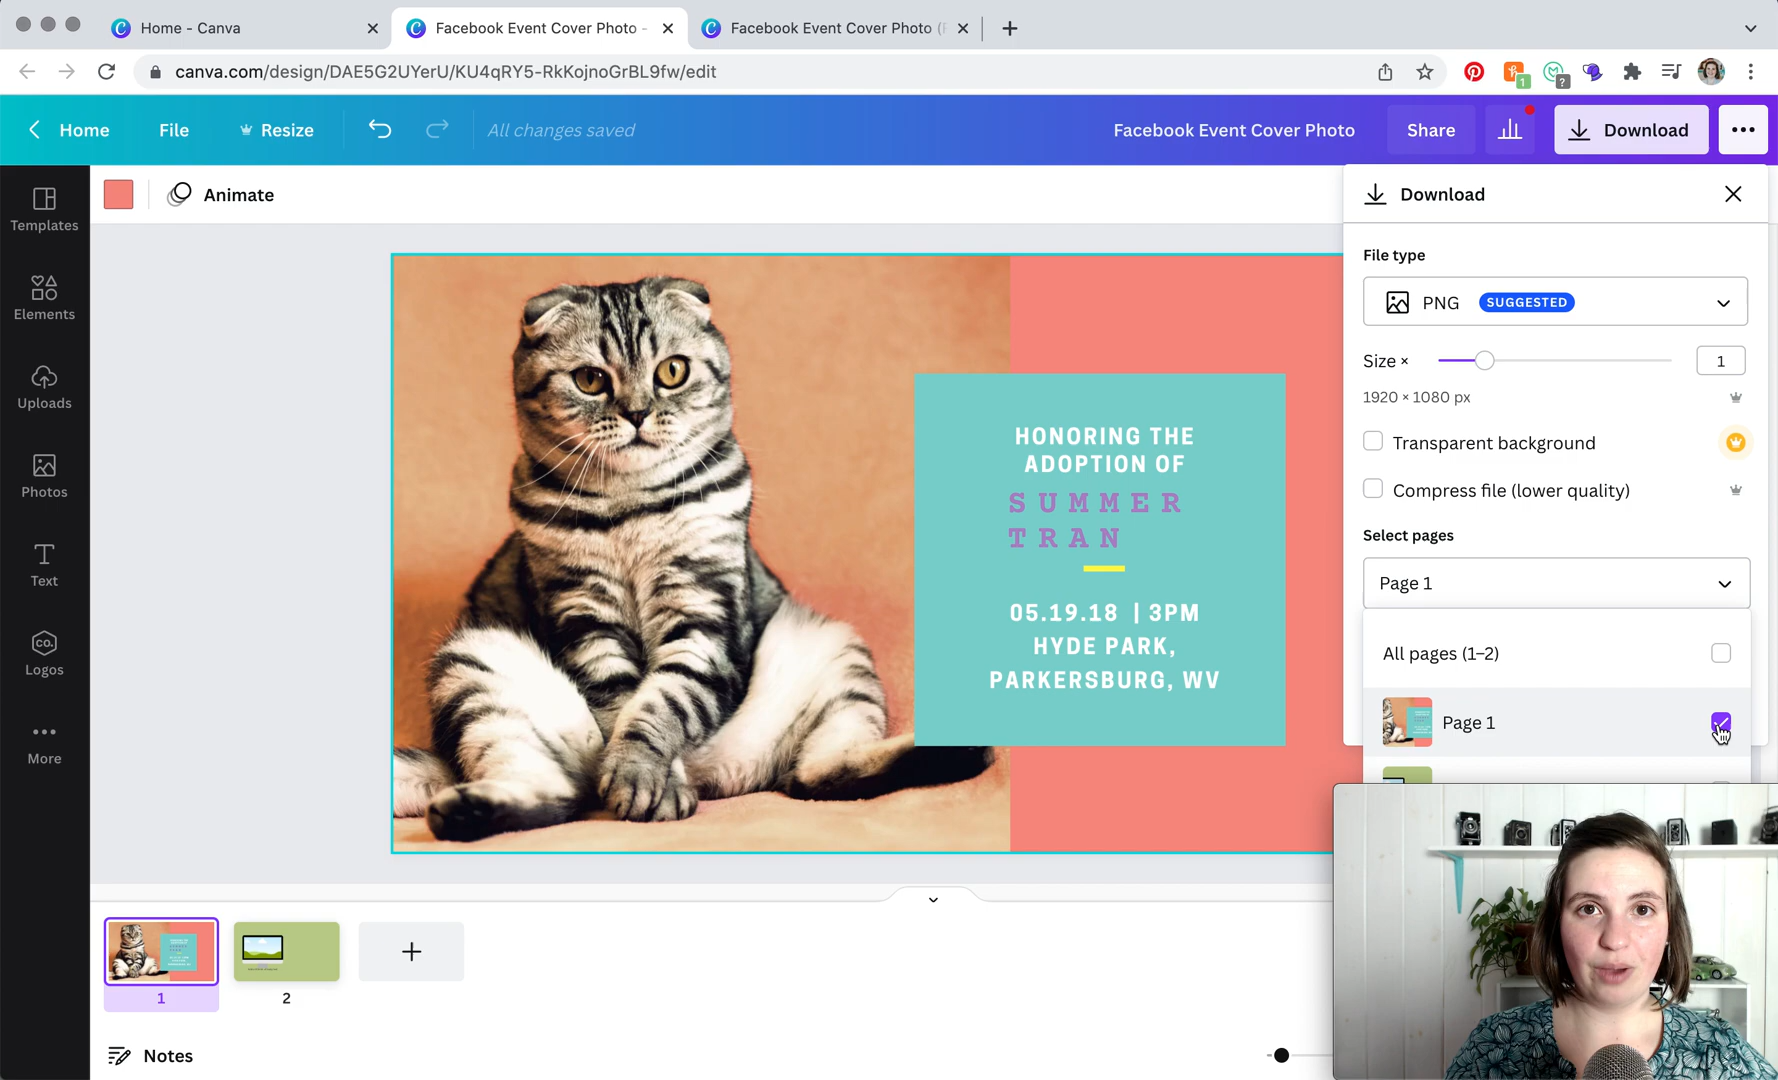 Home - Canva
Facebook Event Cover Photo -
Facebook Event Cover Photo (F
canva.com/design/DAE5G2UYerU/KU4qRY5-RkKojnoGrBL9fw/edit
1
?
Home
File
Resize
All changes saved
Facebook Event Cover Photo
Share
Download
Templates
Elements
Uploads
Photos
Text
CO.
Logos
More
Animate
HONORING THE
ADOPTION OF
SUMMER
TRAN
05.19.18 | 3PM
HYDE PARK,
PARKERSBURG, WV
Download
File type
PNG SUGGESTED
Size × 1
1920 × 1080 px
Transparent background
Compress file (lower quality)
Select pages
Page 1
All pages (1–2)
Page 1
1
2
Notes